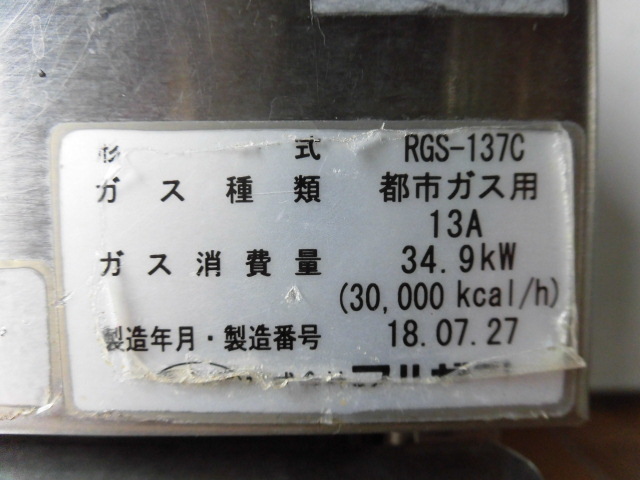 形式 RGS-137C
ガス種類 都市ガス用
13A
ガス消費量 34.9kW
(30,000 kcal/h)
製造年月・製造番号 18.07.27